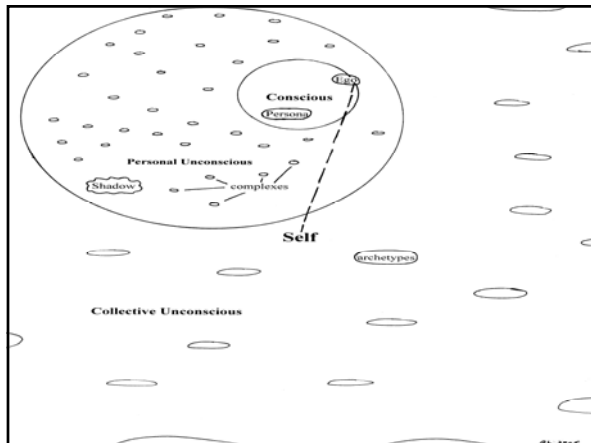 Ego
Conscious
Persona
Personal Unconscious
Shadow
complexes
Self
archetypes
Collective Unconscious